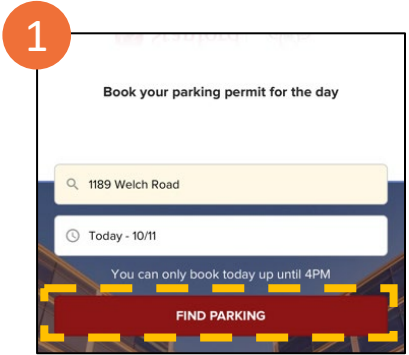 1
Book your parking permit for the day
1189 Welch Road
Today - 10/11
You can only book today up until 4PM
FIND PARKING